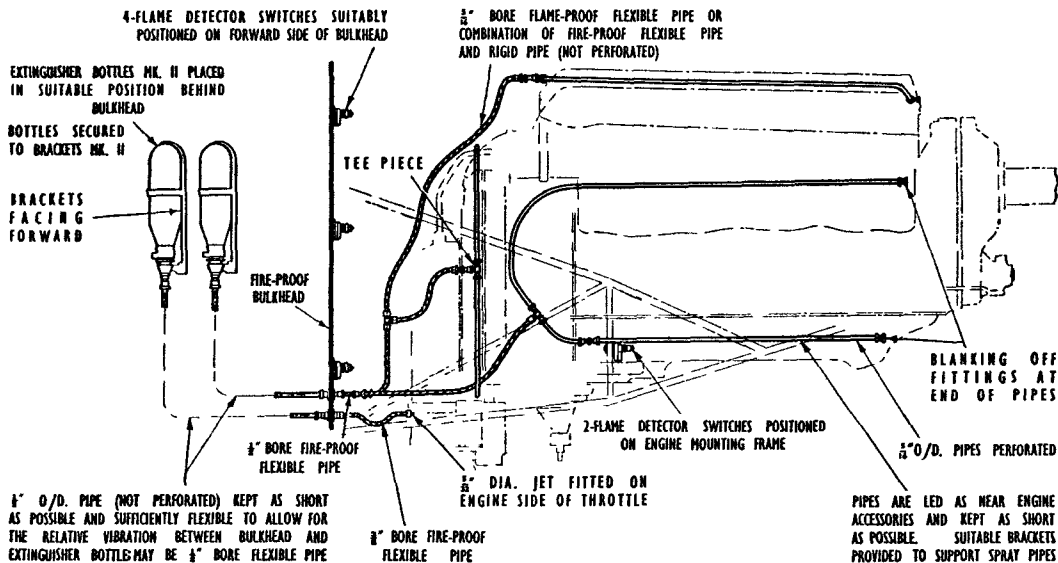 4-FLAME DETECTOR SWITCHES SUITABLY
POSITIONED ON FORWARD SIDE OF BULKHEAD
BORE FLAME-PROOF FLEXIBLE PIPE OR
COMBINATION OF FIRE-PROOF FLEXIBLE PIPE
AND RIGID PIPE (NOT PERFORATED)
EXTINGUISHER BOTTLES MK. II PLACED
IN SUITABLE POSITION BEHIND
BULKHEAD
BOTTLES SECURED
TO BRACKETS MK. II
TEE PIECE
BRACKETS
FACING
FORWARD
FIRE-PROOF
BULKHEAD
BLANKING OFF
FITTINGS AT
END OF PIPES
2-FLAME DETECTOR SWITCHES POSITIONED
ON ENGINE MOUNTING FRAME
BORE FIRE-PROOF
FLEXIBLE PIPE
O/D. PIPES PERFORATED
DIA. JET FITTED ON
ENGINE SIDE OF THROTTLE
O/D. PIPE (NOT PERFORATED) KEPT AS SHORT
AS POSSIBLE AND SUFFICIENTLY FLEXIBLE TO ALLOW FOR
THE RELATIVE VIBRATION BETWEEN BULKHEAD AND
EXTINGUISHER BOTTLE: MAY BE BORE FLEXIBLE PIPE
BORE FIRE-PROOF
FLEXIBLE PIPE
PIPES ARE LED AS NEAR ENGINE
ACCESSORIES AND KEPT AS SHORT
AS POSSIBLE. SUITABLE BRACKETS
PROVIDED TO SUPPORT SPRAY PIPES